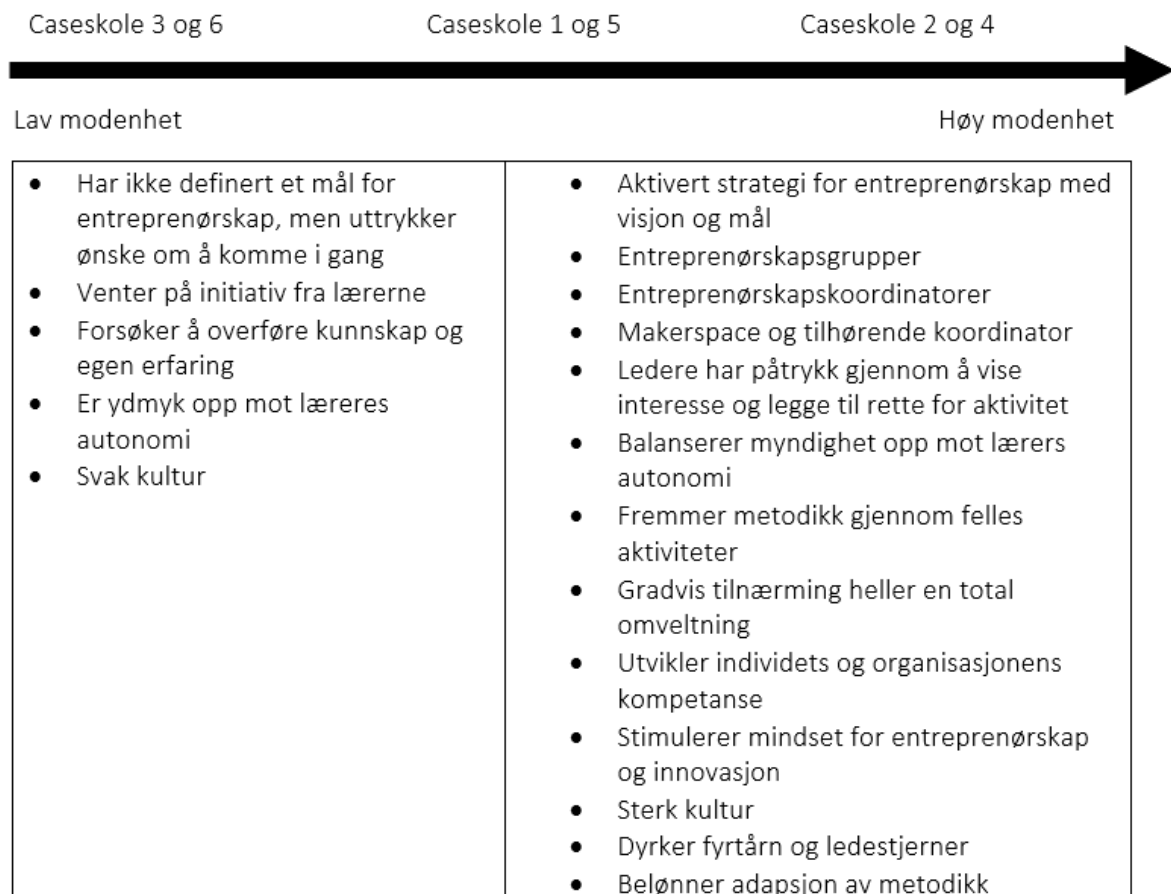 Caseskole 3 og 6
Caseskole 1 og 5
Caseskole 2 og 4
Lav modenhet
Høy modenhet
• Har ikke definert et mål for
entreprenørskap, men uttrykker
ønske om å komme i gang
• Venter på initiativ fra lærerne
• Forsøker å overføre kunnskap og
egen erfaring
• Er ydmyk opp mot læreres
autonomi
• Svak kultur
• Aktivert strategi for entreprenørskap med
visjon og mål
• Entreprenørskapsgrupper
• Entreprenørskapskoordinatorer
• Makerspace og tilhørende koordinator
• Ledere har påtrykk gjennom å vise
interesse og legge til rette for aktivitet
• Balanserer myndighet opp mot lærers
autonomi
• Fremmer metodikk gjennom felles
aktiviteter
• Gradvis tilnærming heller en total
omveltning
• Utvikler individets og organisasjonens
kompetanse
• Stimulerer mindset for entreprenørskap
og innovasjon
• Sterk kultur
• Dyrker fyrtårn og ledestjerner
• Belønner adapsjon av metodikk